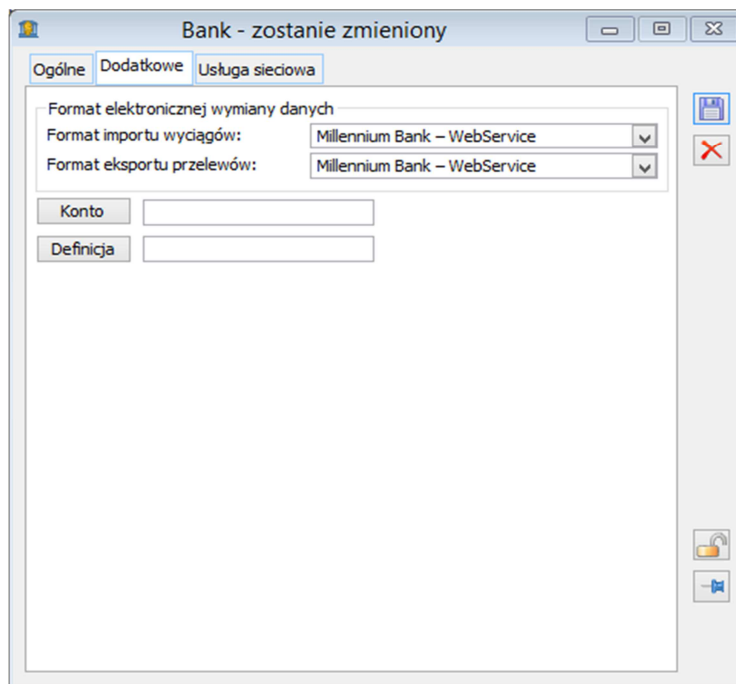 Bank - zostanie zmieniony
Ogólne Dodatkowe Usługa sieciowa
Format elektronicznej wymiany danych
Format importu wyciągów: Millennium Bank – WebService
Format eksportu przelewów: Millennium Bank – WebService
Konto
Definicja